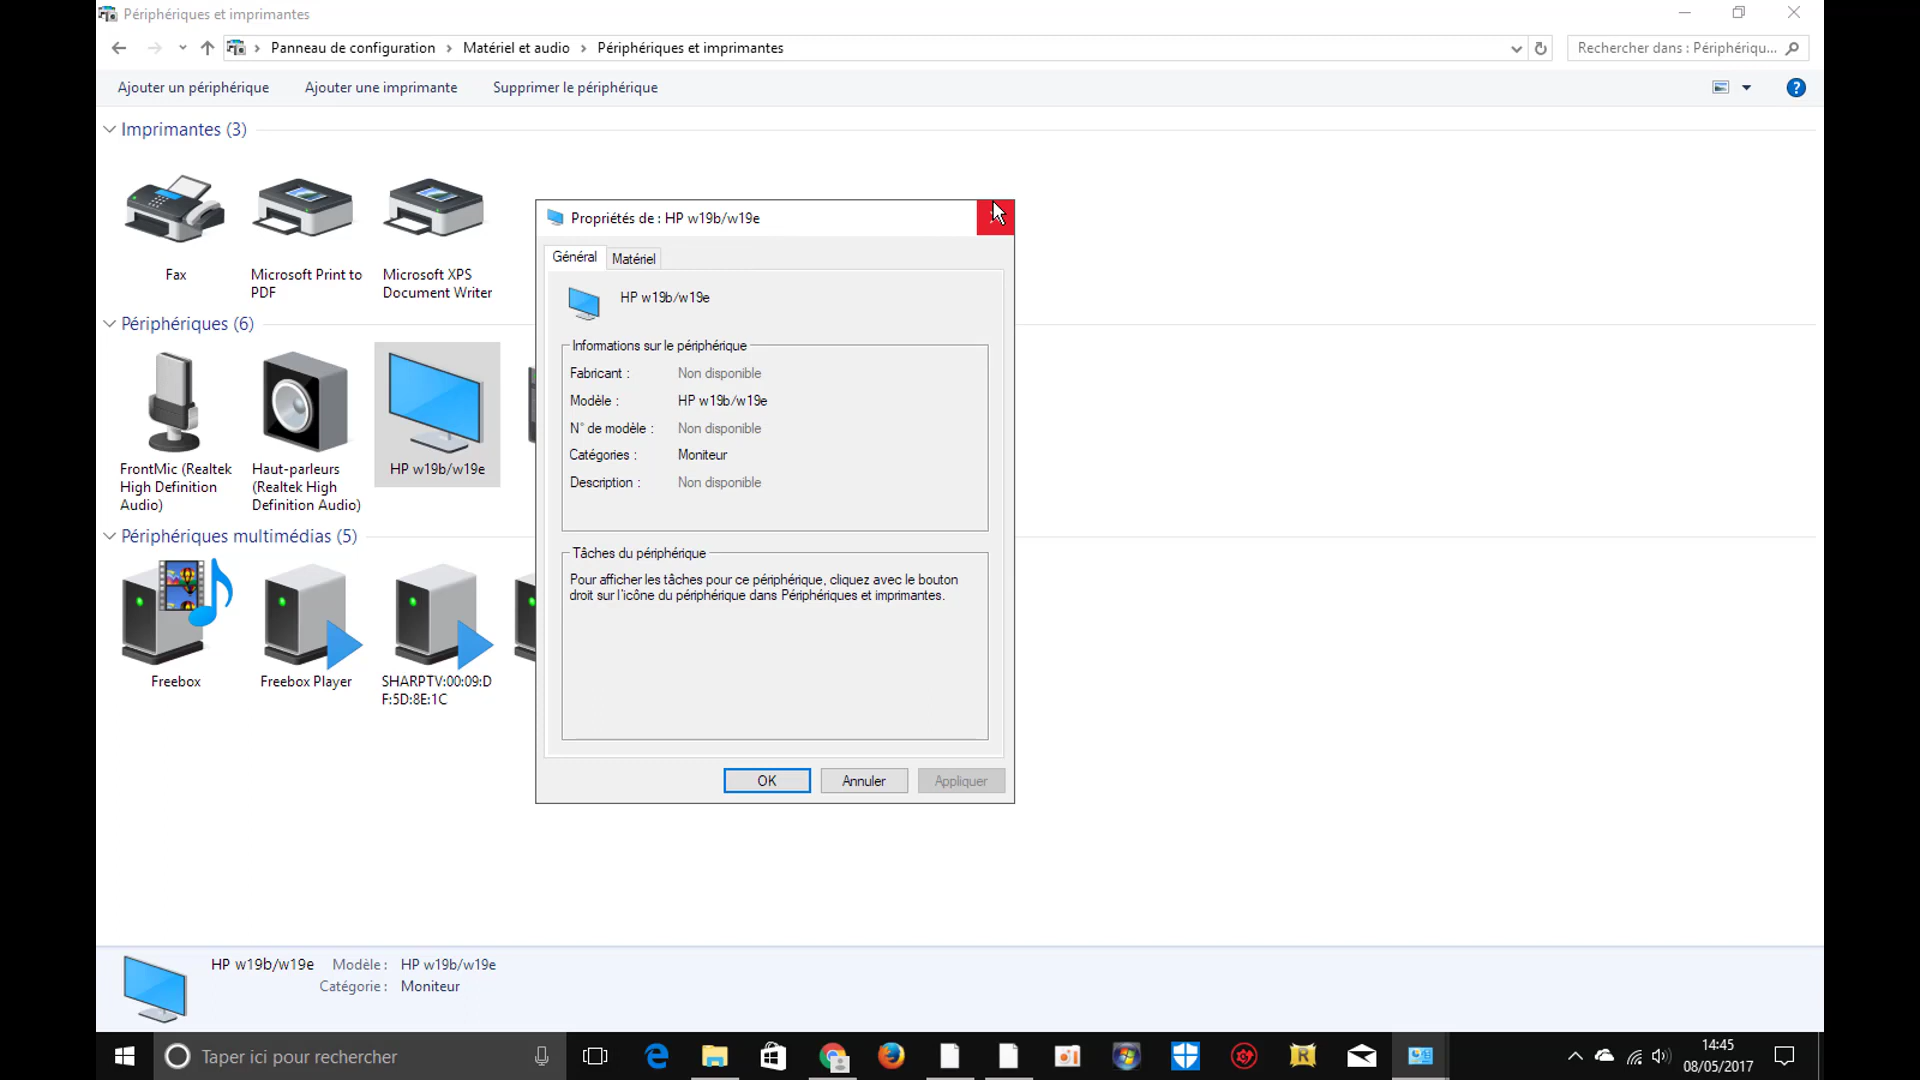 Périphériques et imprimantes
Panneau de configuration > Matériel et audio > Périphériques et imprimantes
Rechercher dans : Périphériqu...
Ajouter un périphérique
Ajouter une imprimante
Supprimer le périphérique
?
Imprimantes (3)
Fax
Microsoft Print to
PDF
Microsoft XPS
Document Writer
Périphériques (6)
FrontMic (Realtek
High Definition
Audio)
Haut-parleurs
(Realtek High
Definition Audio)
HP w19b/w19e
Périphériques multimédias (5)
Freebox
Freebox Player
SHARPTV:00:09:D
F:5D:8E:1C
Propriétés de : HP w19b/w19e
Général
Matériel
HP w19b/w19e
Informations sur le périphérique
Fabricant : Non disponible
Modèle : HP w19b/w19e
N° de modèle : Non disponible
Catégories : Moniteur
Description : Non disponible
Tâches du périphérique
Pour afficher les tâches pour ce périphérique, cliquez avec le bouton
droit sur l'icône du périphérique dans Périphériques et imprimantes.
OK
Annuler
Appliquer
HP w19b/w19e Modèle : HP w19b/w19e
Catégorie : Moniteur
Taper ici pour rechercher
R
14:45
08/05/2017